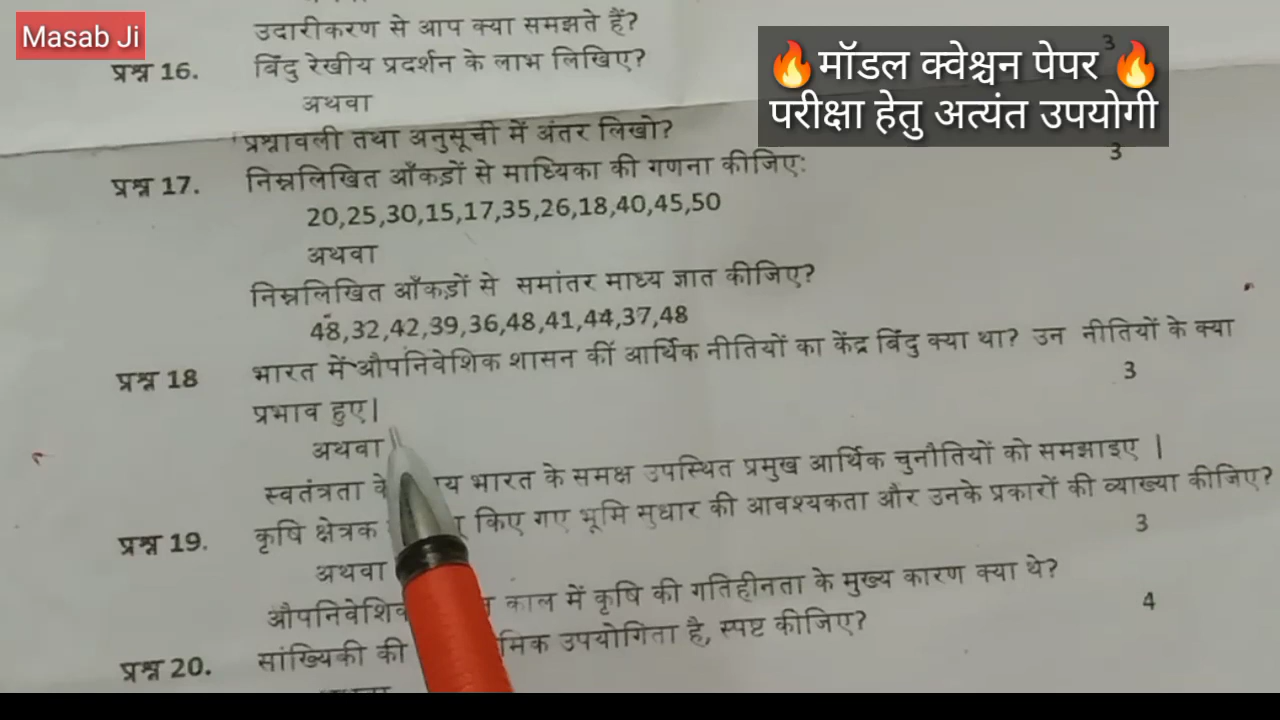 Masab Ji
🔥मॉडल क्वेश्चन पेपर 🔥
परीक्षा हेतु अत्यंत उपयोगी
उदारीकरण से आप क्या समझते हैं?
प्रश्न 16. बिंदु रेखीय प्रदर्शन के लाभ लिखिए? 3
अथवा
प्रश्नावली तथा अनुसूची में अंतर लिखो?
प्रश्न 17. निम्नलिखित आँकड़ों से माध्यिका की गणना कीजिए: 3
20,25,30,15,17,35,26,18,40,45,50
अथवा
निम्नलिखित आँकड़ों से समांतर माध्य ज्ञात कीजिए?
48,32,42,39,36,48,41,44,37,48
प्रश्न 18 भारत में औपनिवेशिक शासन की आर्थिक नीतियों का केंद्र बिंदु क्या था? उन नीतियों के क्या
प्रभाव हुए| 3
अथवा
स्वतंत्रता भारत के समक्ष उपस्थित प्रमुख आर्थिक चुनौतियों को समझाइए |
प्रश्न 19. कृषि क्षेत्रक किए गए भूमि सुधार की आवश्यकता और उनके प्रकारों की व्याख्या कीजिए?
अथवा 3
काल में कृषि की गतिहीनता के मुख्य कारण क्या थे?
प्रश्न 20. सांख्यिकी की उपयोगिता है, स्पष्ट कीजिए? 4